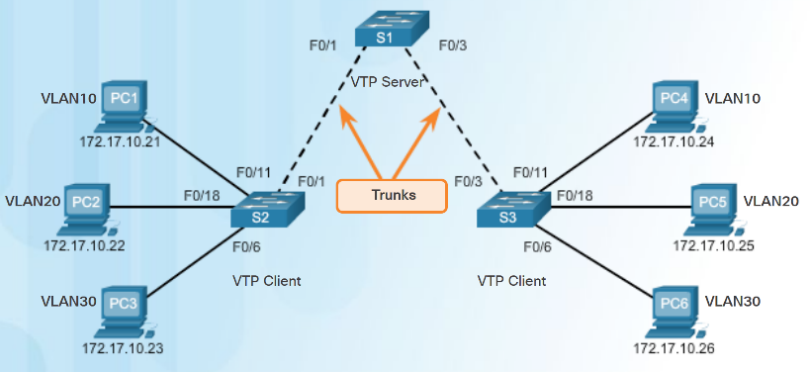 S1
F0/1
F0/3
VTP Server
VLAN10
PC1
172.17.10.21
PC4
VLAN10
172.17.10.24
F0/11
F0/1
Trunks
F0/3
F0/11
VLAN20
PC2
172.17.10.22
F0/18
S2
S3
F0/18
PC5
VLAN20
172.17.10.25
F0/6
F0/6
VTP Client
VTP Client
VLAN30
PC3
172.17.10.23
PC6
VLAN30
172.17.10.26